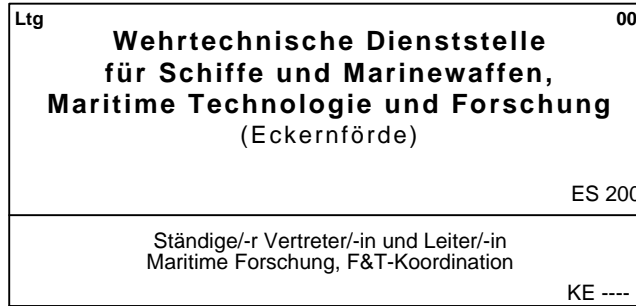 Ltg 00
Wehrtechnische Dienststelle
für Schiffe und Marinewaffen,
Maritime Technologie und Forschung
(Eckernförde)
ES 200
Ständige/-r Vertreter/-in und Leiter/-in
Maritime Forschung, F&T-Koordination
KE ----